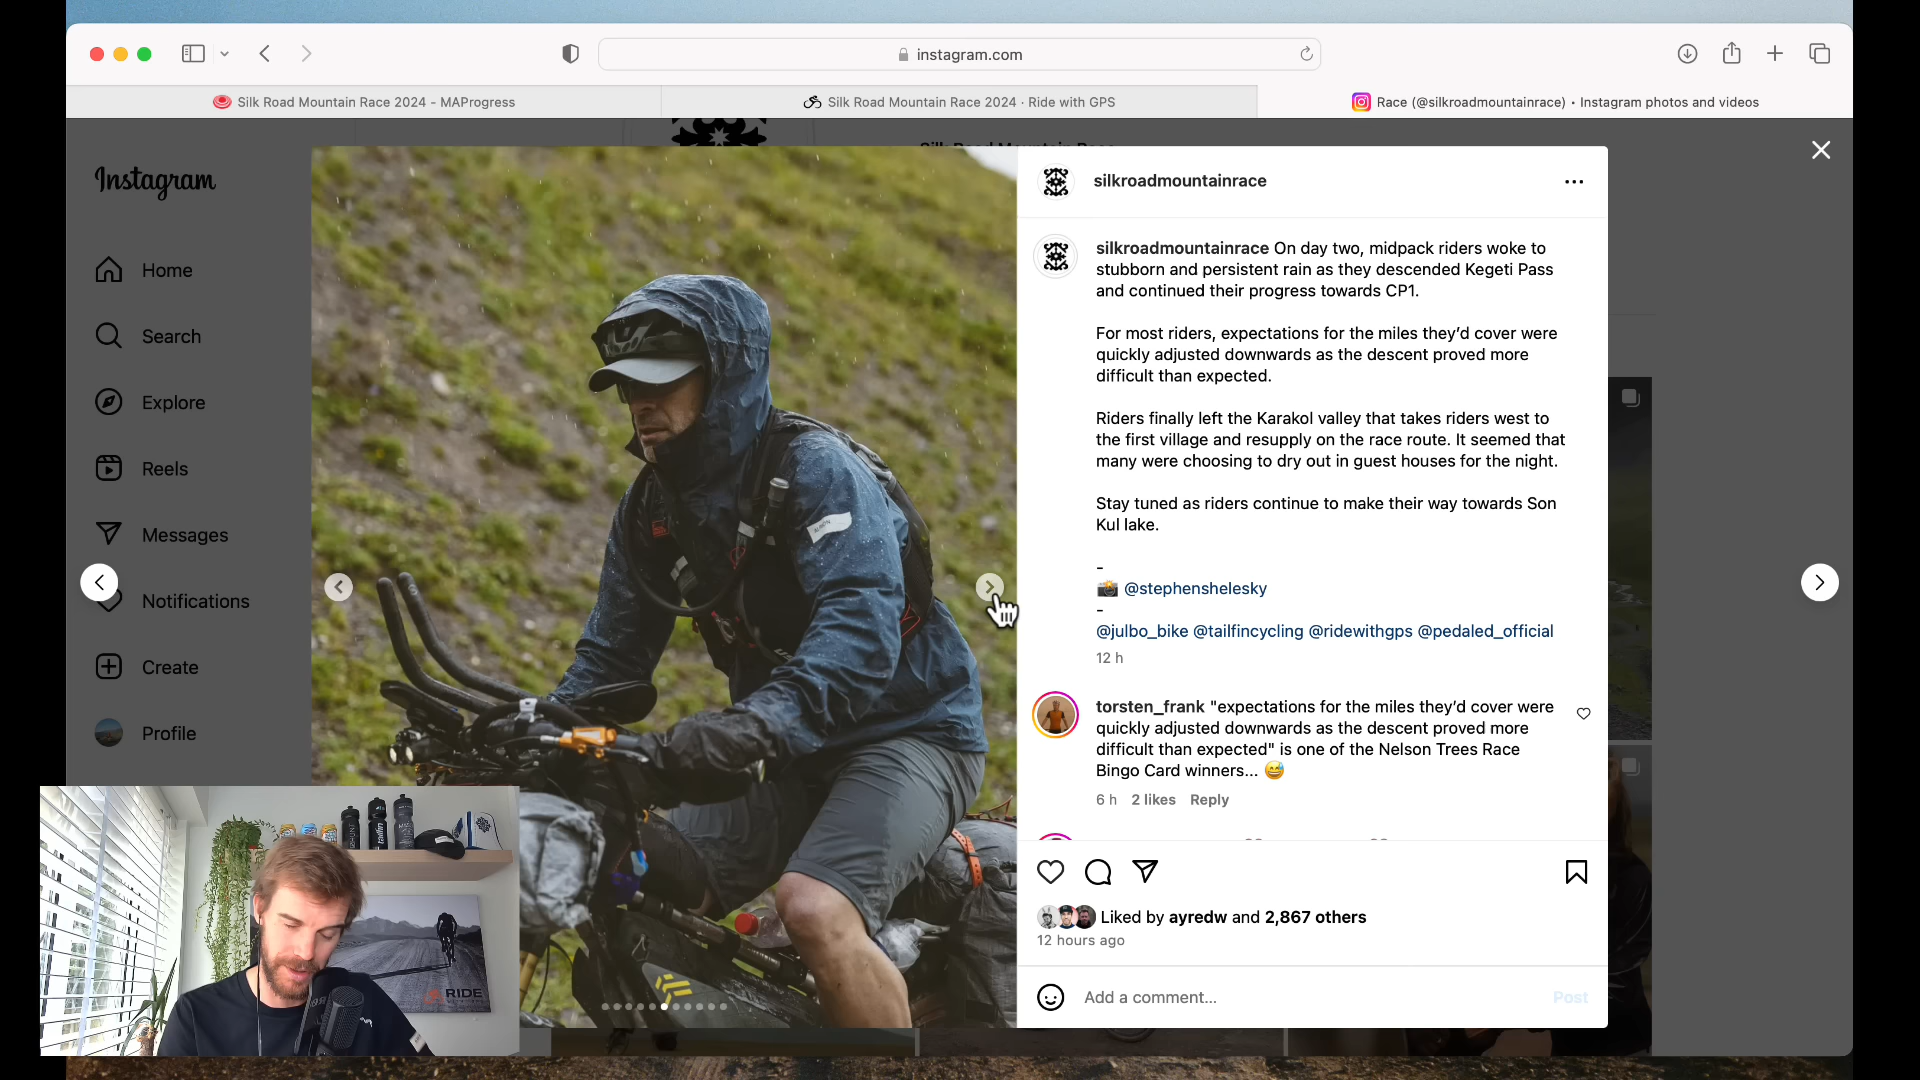 instagram.com
Silk Road Mountain Race 2024 - MAProgress
Silk Road Mountain Race 2024 · Ride with GPS
Race (@silkroadmountainrace) • Instagram photos and videos
Instagram
Home
Search
Explore
Reels
Messages
Notifications
Create
Profile
silkroadmountainrace
silkroadmountainrace On day two, midpack riders woke to
stubborn and persistent rain as they descended Kegeti Pass
and continued their progress towards CP1.
For most riders, expectations for the miles they’d cover were
quickly adjusted downwards as the descent proved more
difficult than expected.
Riders finally left the Karakol valley that takes riders west to
the first village and resupply on the race route. It seemed that
many were choosing to dry out in guest houses for the night.
Stay tuned as riders continue to make their way towards Son
Kul lake.
-
📸 @stephenshelesky
-
@julbo_bike @tailfincycling @ridewithgps @pedaled_official
12 h
torsten_frank "expectations for the miles they’d cover were
quickly adjusted downwards as the descent proved more
difficult than expected" is one of the Nelson Trees Race
Bingo Card winners... 😅
6 h 2 likes Reply
Liked by ayredw and 2,867 others
12 hours ago
Add a comment...
Post
RIDE